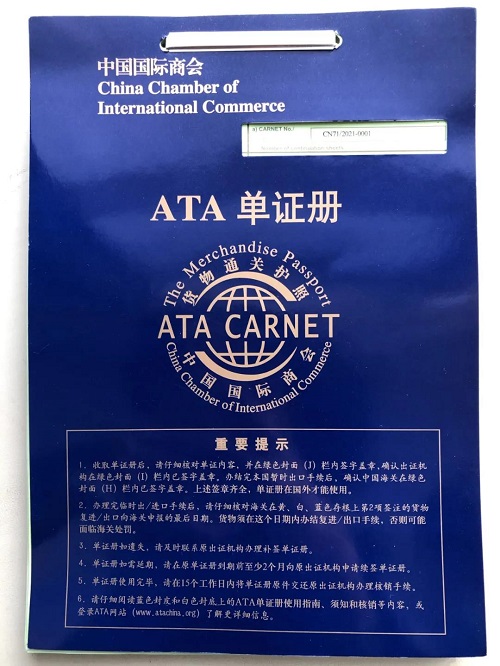 中国国际商会
China Chamber of
International Commerce
a) CARNET No.: CN71/2021-0001
ATA 单证册
The Merchandise Passport
货物通关护照
ATA CARNET
中国国际商会
China Chamber of International Commerce
重要提示
1、收取单证册后，请仔细核对单证内容，并在绿色封面（J）栏内签字盖章，确认出证机
构在绿色封面（I）栏内已签字盖章。办结完本国暂时出口手续后，确认中国海关在绿色
封面（H）栏内已签字盖章。上述签章齐全，单证册在国外才能使用。
2、办理完临时出/进口手续后，请仔细核对海关在黄、白、蓝色存根上第2项签注的货物
复进/出口向海关申报的最后日期。货物须在这个日期内办结复进/出口手续，否则可能
面临海关处罚。
3、单证册如遗失，请及时联系原出证机构办理补签单证册。
4、单证册如需延期，请在原单证册到期前至少2个月向原出证机构申请续签单证册。
5、单证册使用完毕，请在15个工作日内将单证册原件交还原出证机构办理核销手续。
6、请仔细阅读蓝色封皮和白色封底上的ATA单证册使用指南、须知和核销等内容，或
登录ATA网站（www.atachina.org）了解更详细信息。